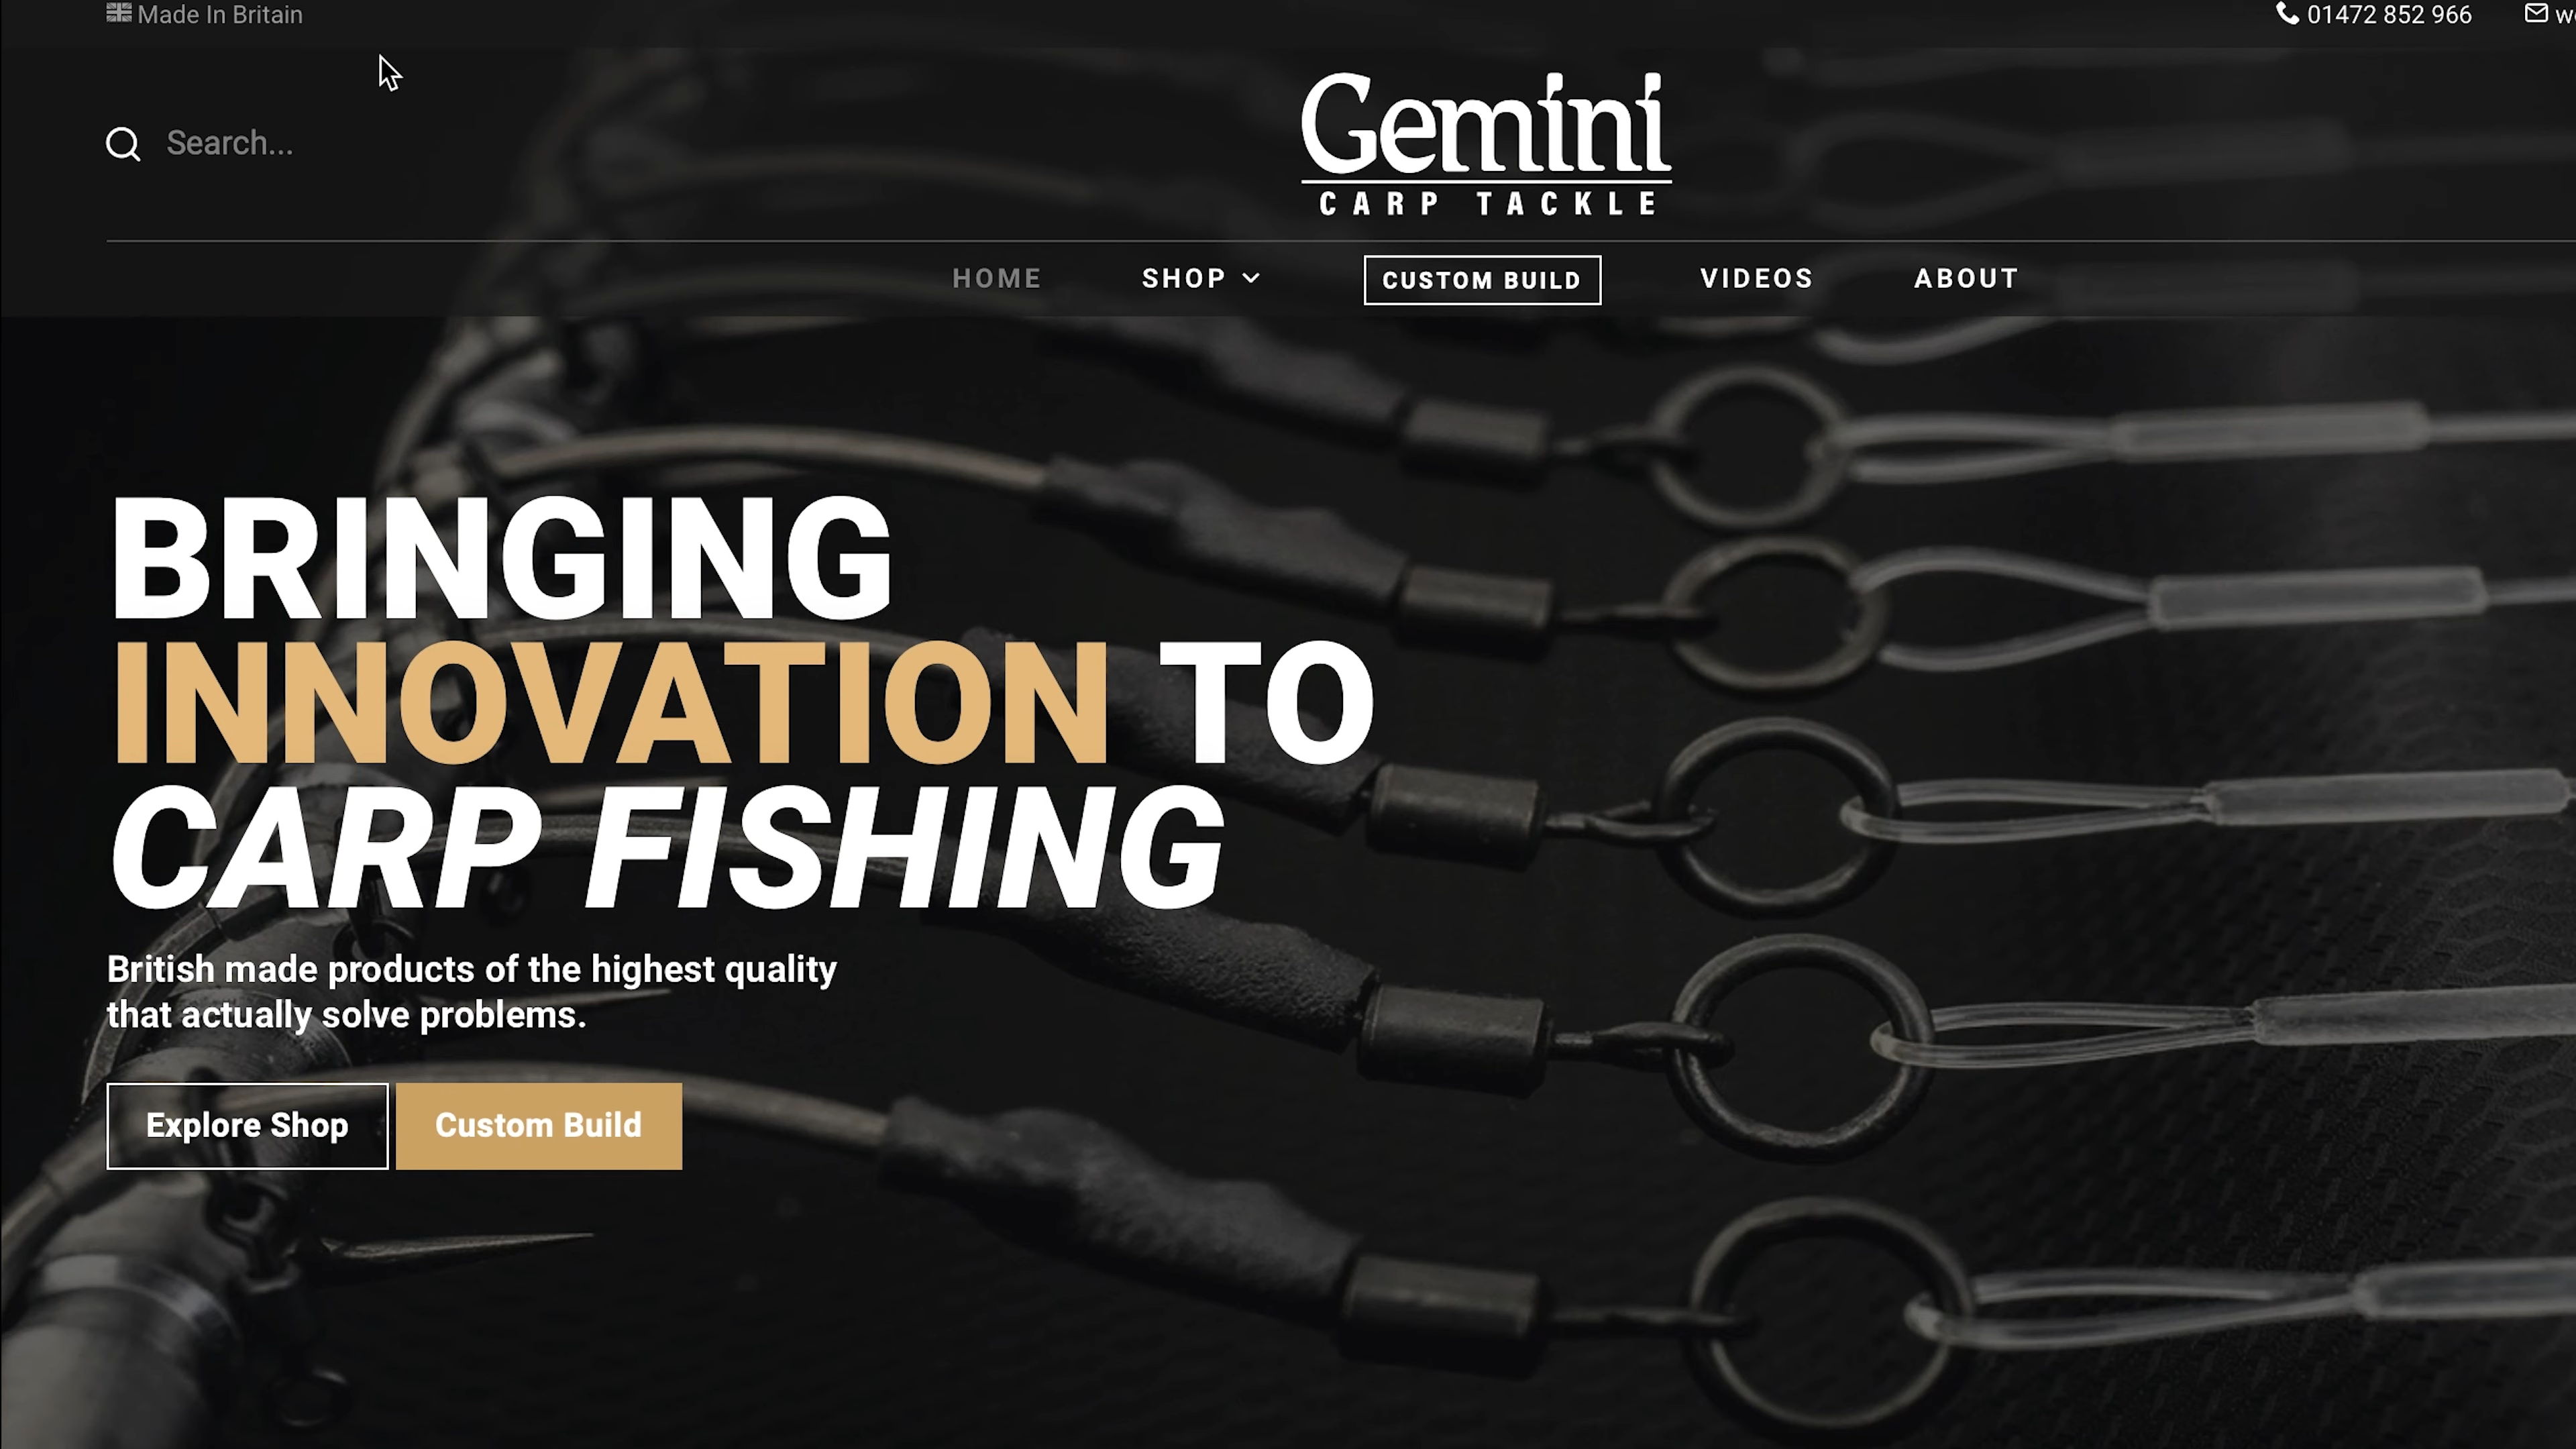 Made In Britain
01472 852 966
Search...
Gemini
CARP TACKLE
HOME
SHOP
CUSTOM BUILD
VIDEOS
ABOUT
BRINGING
INNOVATION TO
CARP FISHING
British made products of the highest quality
that actually solve problems.
Explore Shop
Custom Build